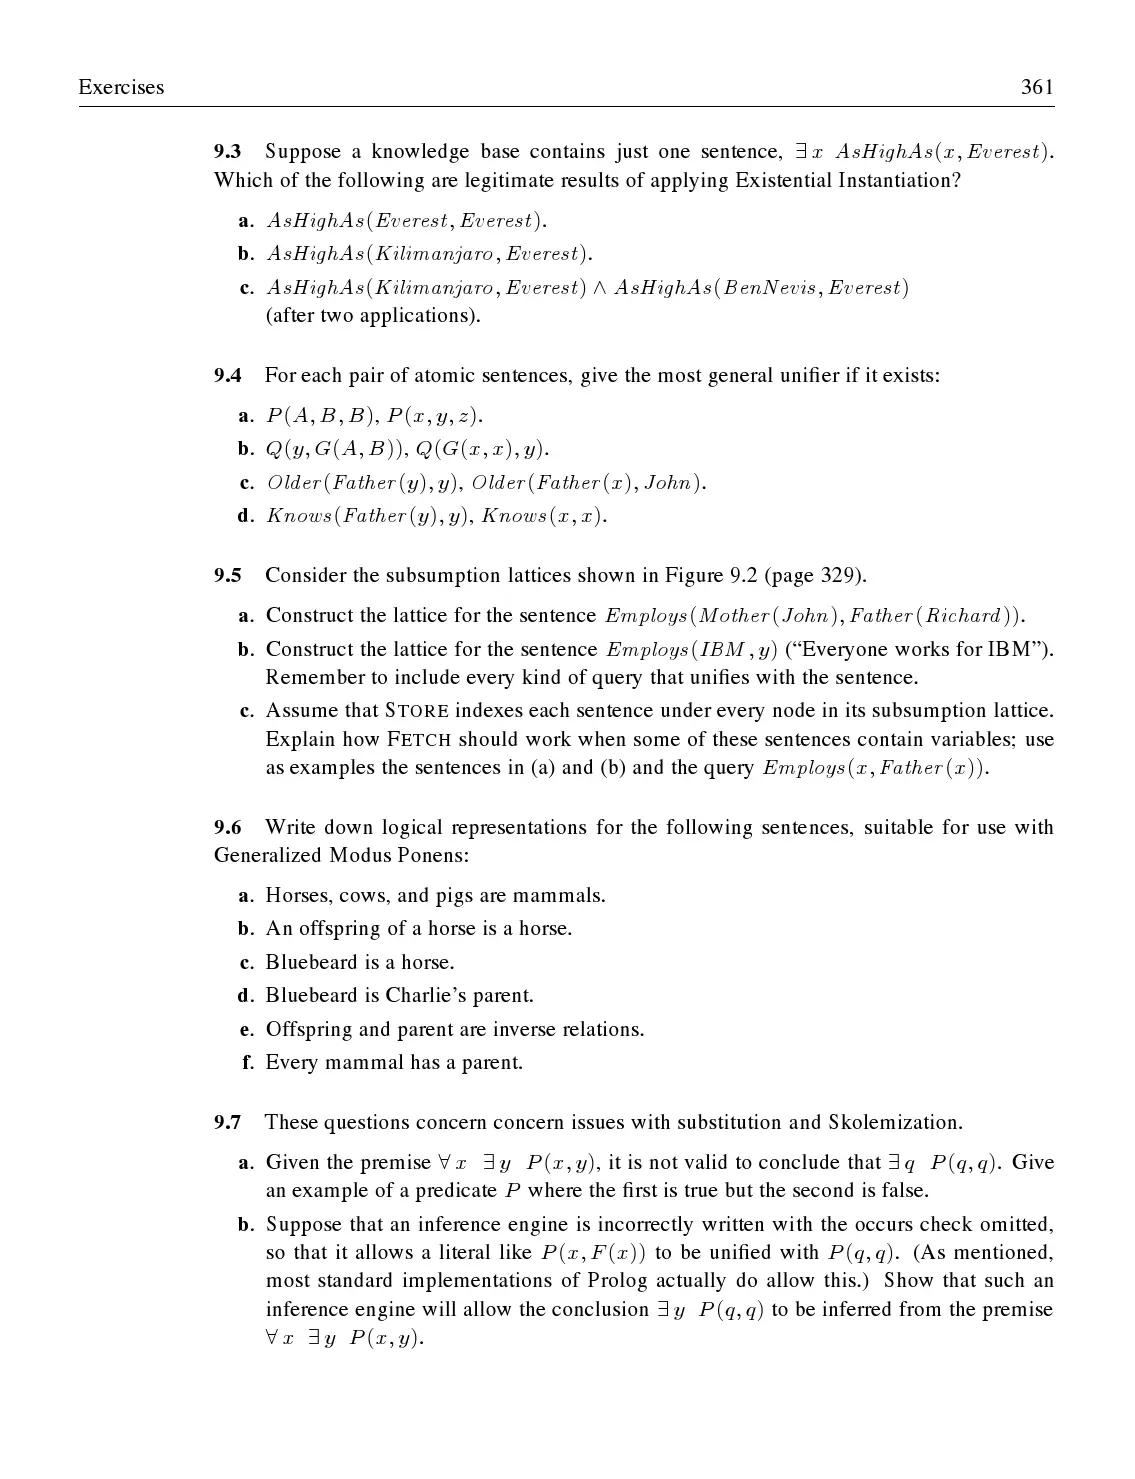 Exercises 361
9.3 Suppose a knowledge base contains just one sentence, ∃ x AsHighAs(x, Everest).
Which of the following are legitimate results of applying Existential Instantiation?
a. AsHighAs(Everest, Everest).
b. AsHighAs(Kilimanjaro, Everest).
c. AsHighAs(Kilimanjaro, Everest) ∧ AsHighAs(BenNevis, Everest)
(after two applications).
9.4 For each pair of atomic sentences, give the most general unifier if it exists:
a. P(A, B, B), P(x, y, z).
b. Q(y, G(A, B)), Q(G(x, x), y).
c. Older(Father(y), y), Older(Father(x), John).
d. Knows(Father(y), y), Knows(x, x).
9.5 Consider the subsumption lattices shown in Figure 9.2 (page 329).
a. Construct the lattice for the sentence Employs(Mother(John), Father(Richard)).
b. Construct the lattice for the sentence Employs(IBM, y) (“Everyone works for IBM”).
Remember to include every kind of query that unifies with the sentence.
c. Assume that STORE indexes each sentence under every node in its subsumption lattice.
Explain how FETCH should work when some of these sentences contain variables; use
as examples the sentences in (a) and (b) and the query Employs(x, Father(x)).
9.6 Write down logical representations for the following sentences, suitable for use with
Generalized Modus Ponens:
a. Horses, cows, and pigs are mammals.
b. An offspring of a horse is a horse.
c. Bluebeard is a horse.
d. Bluebeard is Charlie’s parent.
e. Offspring and parent are inverse relations.
f. Every mammal has a parent.
9.7 These questions concern concern issues with substitution and Skolemization.
a. Given the premise ∀ x ∃ y P(x, y), it is not valid to conclude that ∃ q P(q, q). Give
an example of a predicate P where the first is true but the second is false.
b. Suppose that an inference engine is incorrectly written with the occurs check omitted,
so that it allows a literal like P(x, F(x)) to be unified with P(q, q). (As mentioned,
most standard implementations of Prolog actually do allow this.) Show that such an
inference engine will allow the conclusion ∃ y P(q, q) to be inferred from the premise
∀ x ∃ y P(x, y).